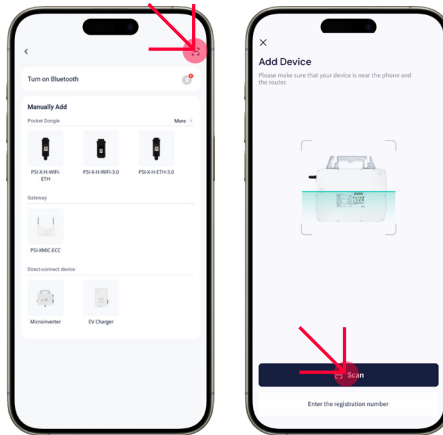 Turn on Bluetooth
Manually Add
Pocket Dongle
More
PSI-X-H-WIFI-
ETH
PSI-X-H-WIFI-3.0
PSI-X-H-ETH-3.0
Gateway
PSI-XMIC-ECC
Direct-connect device
Microinverter
EV Charger
Add Device
Please make sure that your device is near the phone and
the router.
Scan
Enter the registration number